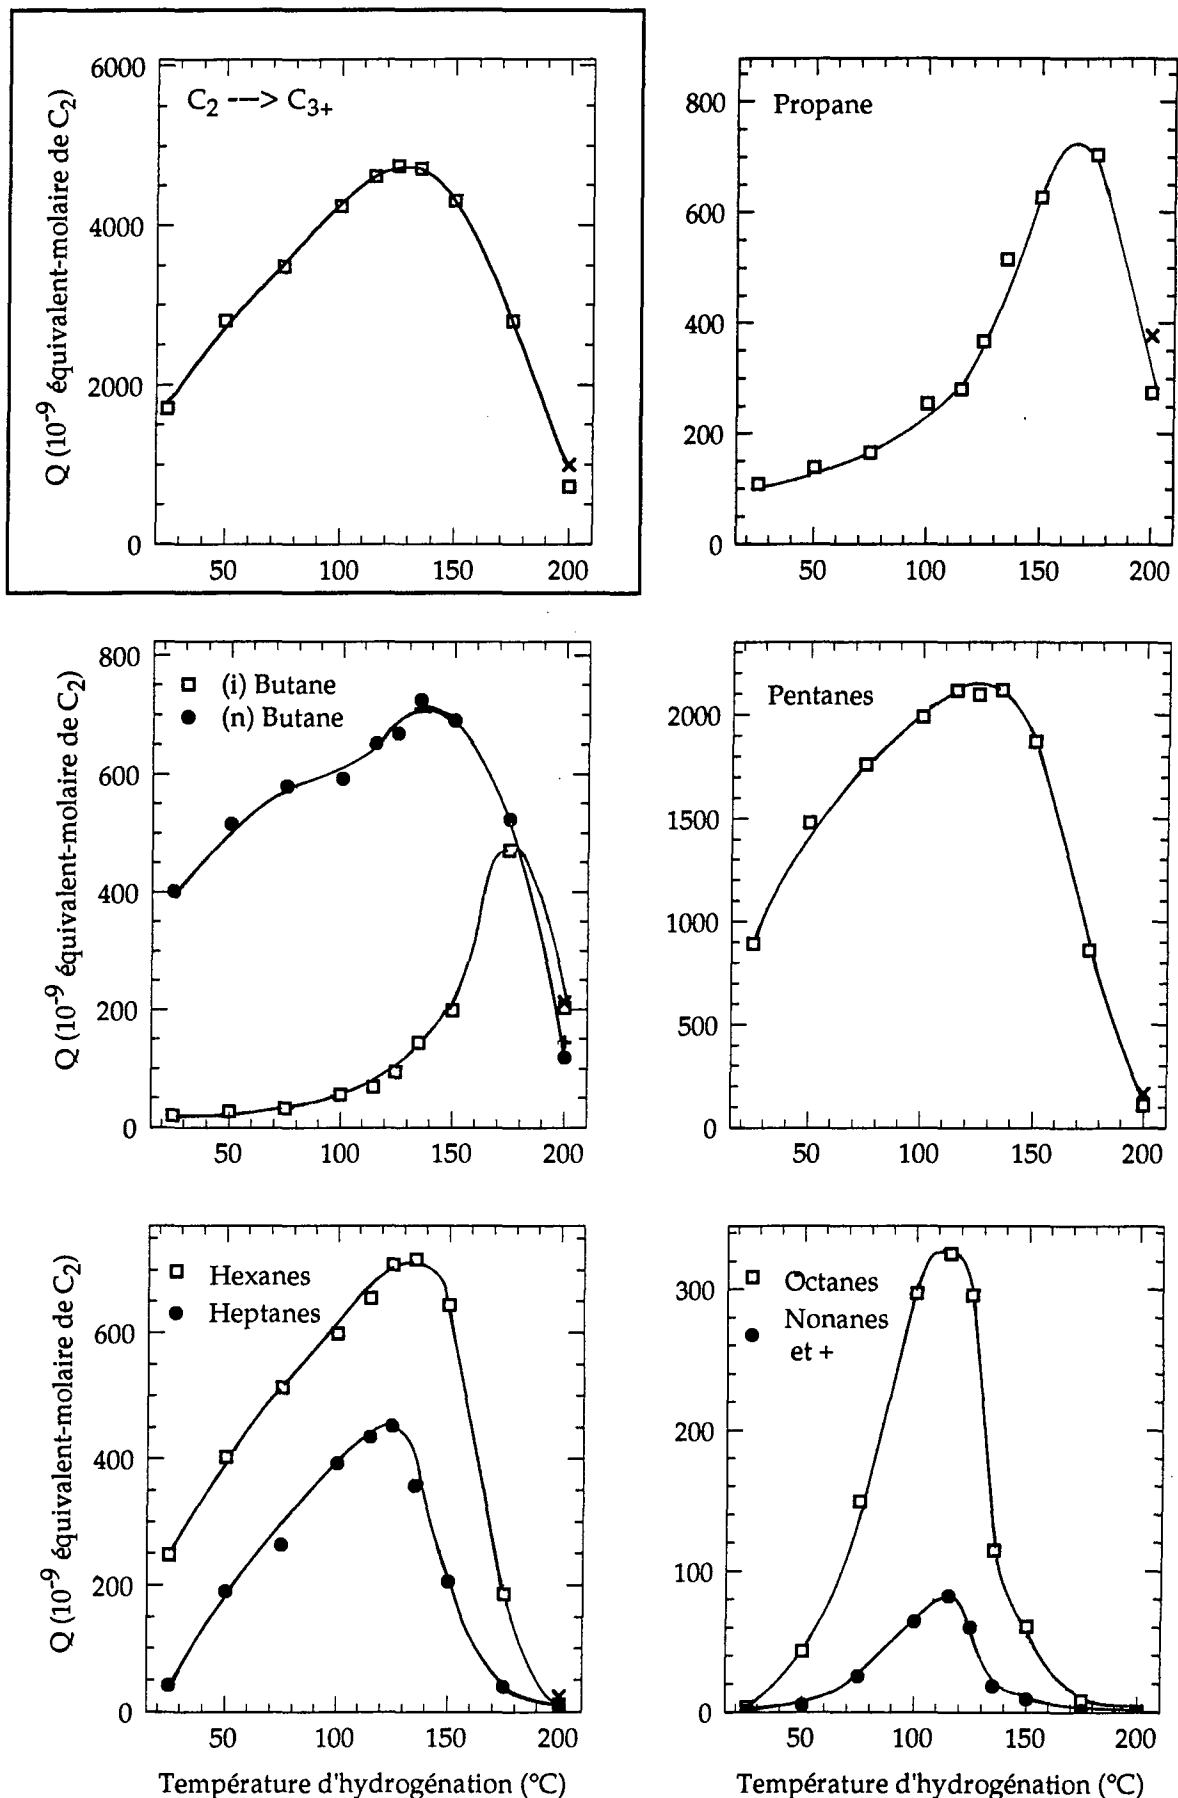 6000
4000
2000
0
Q (10⁻⁹ équivalent-molaire de C₂)
C₂ ---> C₃₊
50 100 150 200
800
600
400
200
0
Propane
50 100 150 200
800
600
400
200
0
Q (10⁻⁹ équivalent-molaire de C₂)
(i) Butane
(n) Butane
50 100 150 200
2000
1500
1000
500
0
Pentanes
50 100 150 200
600
400
200
0
Q (10⁻⁹ équivalent-molaire de C₂)
Hexanes
Heptanes
50 100 150 200
Température d'hydrogénation (°C)
300
200
100
0
Octanes
Nonanes
et +
50 100 150 200
Température d'hydrogénation (°C)